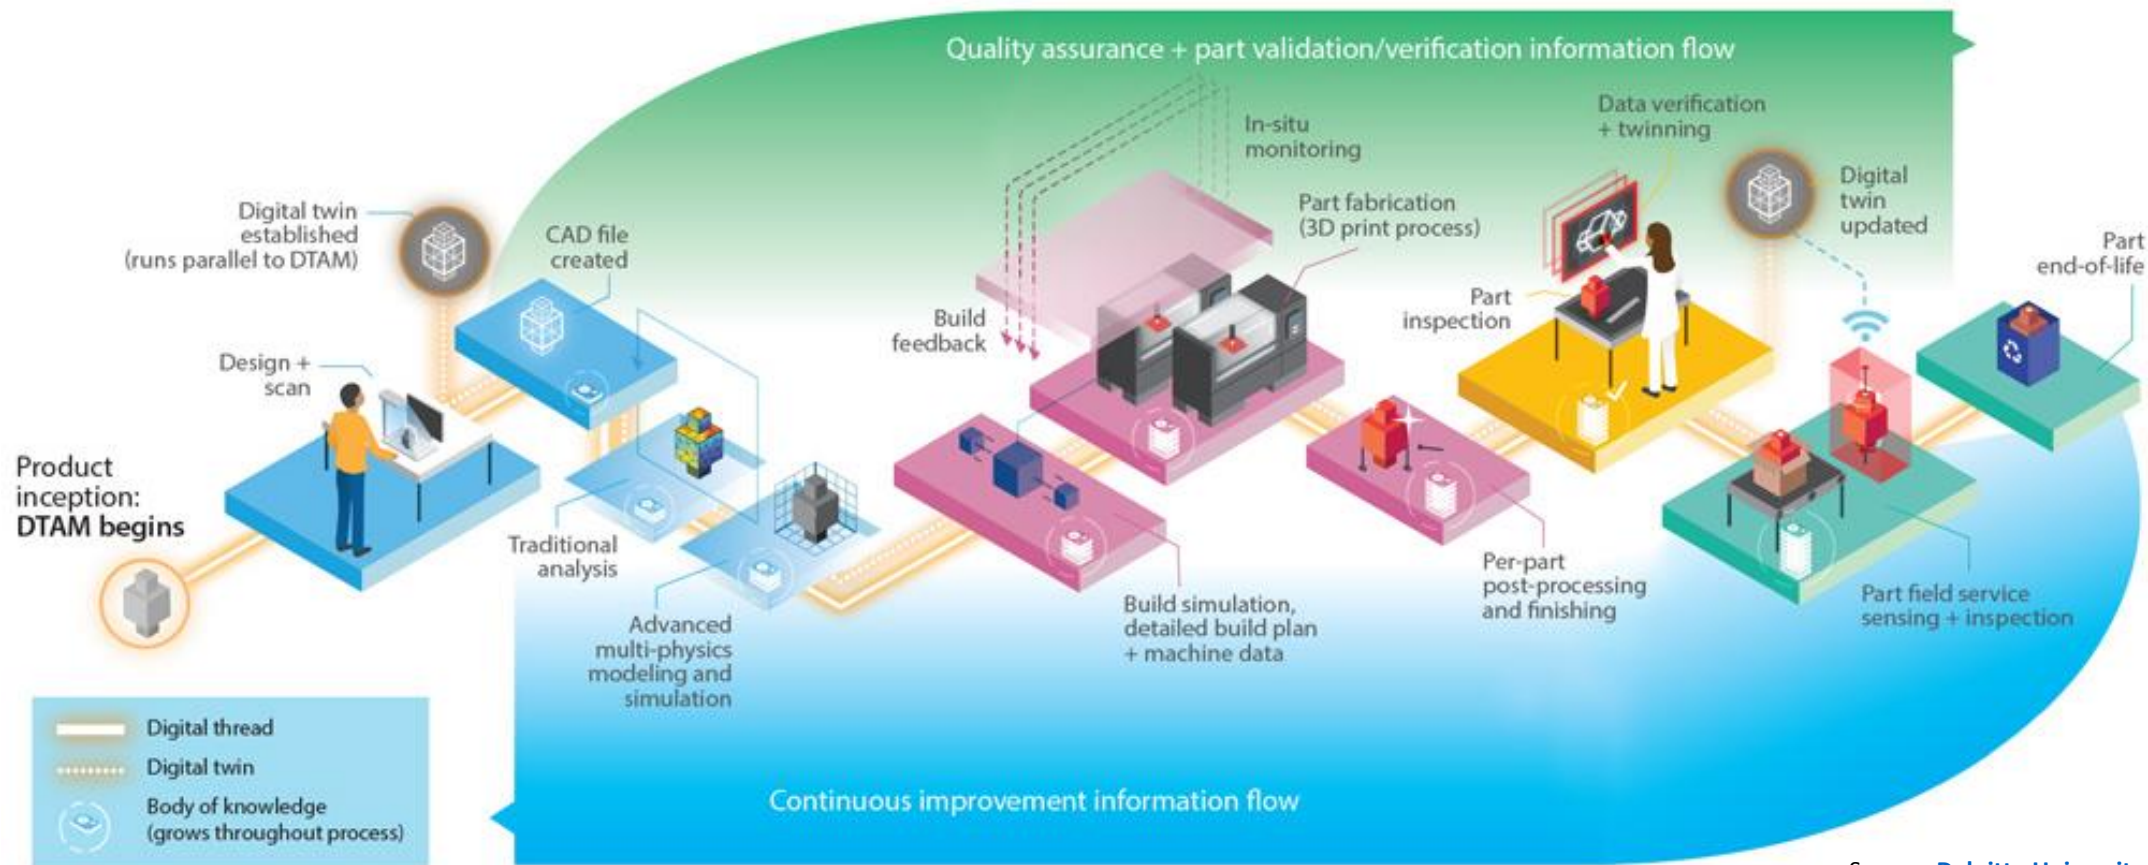 Quality assurance + part validation/verification information flow
Data verification
+ twinning
In-situ
monitoring
Digital
twin
updated
Part fabrication
(3D print process)
Digital twin
established
(runs parallel to DTAM)
CAD file
created
Part
end-of-life
Part
inspection
Build
feedback
Design +
scan
Product
inception:
DTAM begins
Traditional
analysis
Per-part
post-processing
and finishing
Part field service
sensing + inspection
Build simulation,
detailed build plan
+ machine data
Advanced
multi-physics
modeling and
simulation
Digital thread
Digital twin
Body of knowledge
(grows throughout process)
Continuous improvement information flow